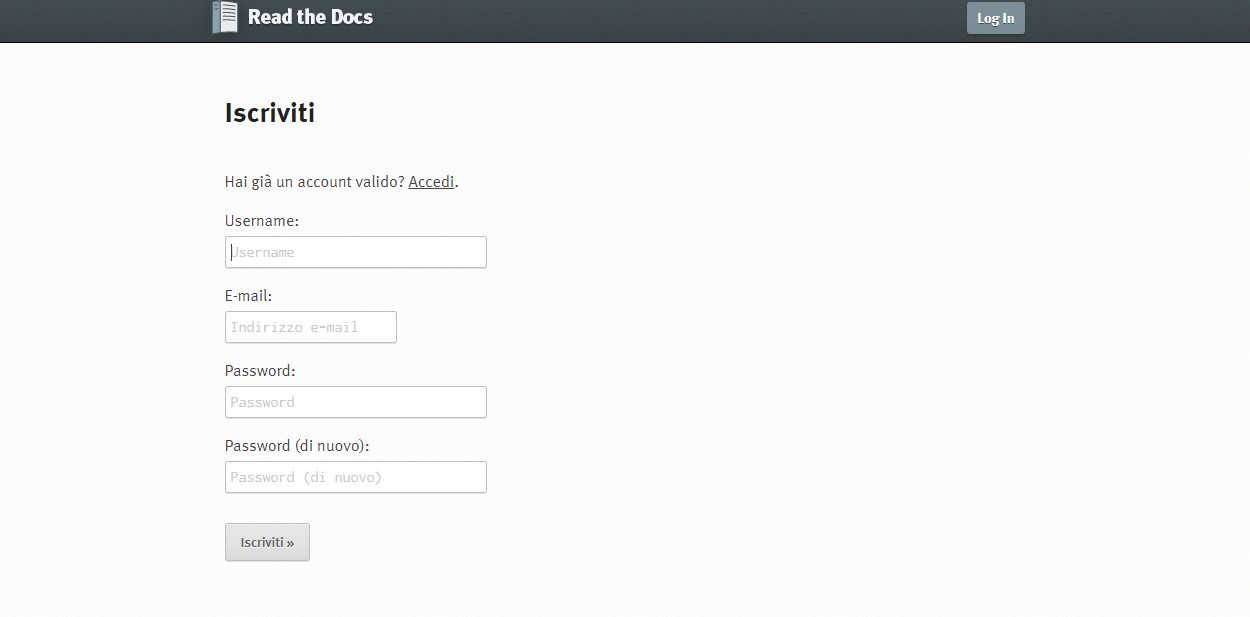 Read the Docs
Log In
Iscriviti
Hai già un account valido? Accedi.
Username:
Username
E-mail:
Indirizzo e-mail
Password:
Password
Password (di nuovo):
Password (di nuovo)
Iscriviti »